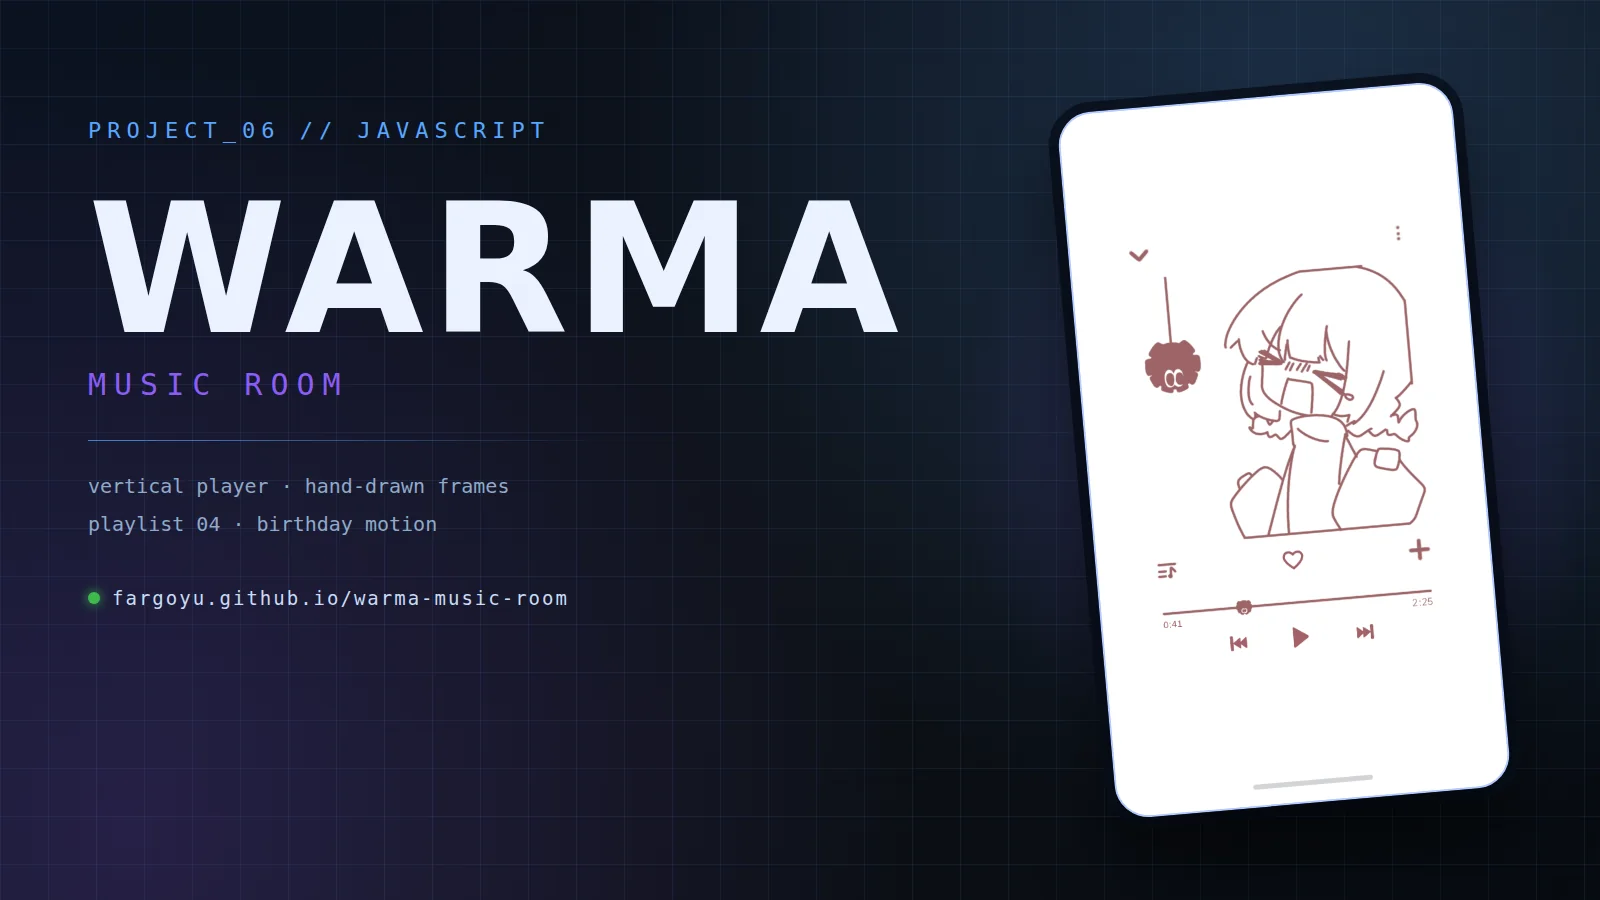 PROJECT_06 // JAVASCRIPT
WARMA
MUSIC ROOM
vertical player · hand-drawn frames
playlist 04 · birthday motion
fargoyu.github.io/warma-music-room
0:41
2:25